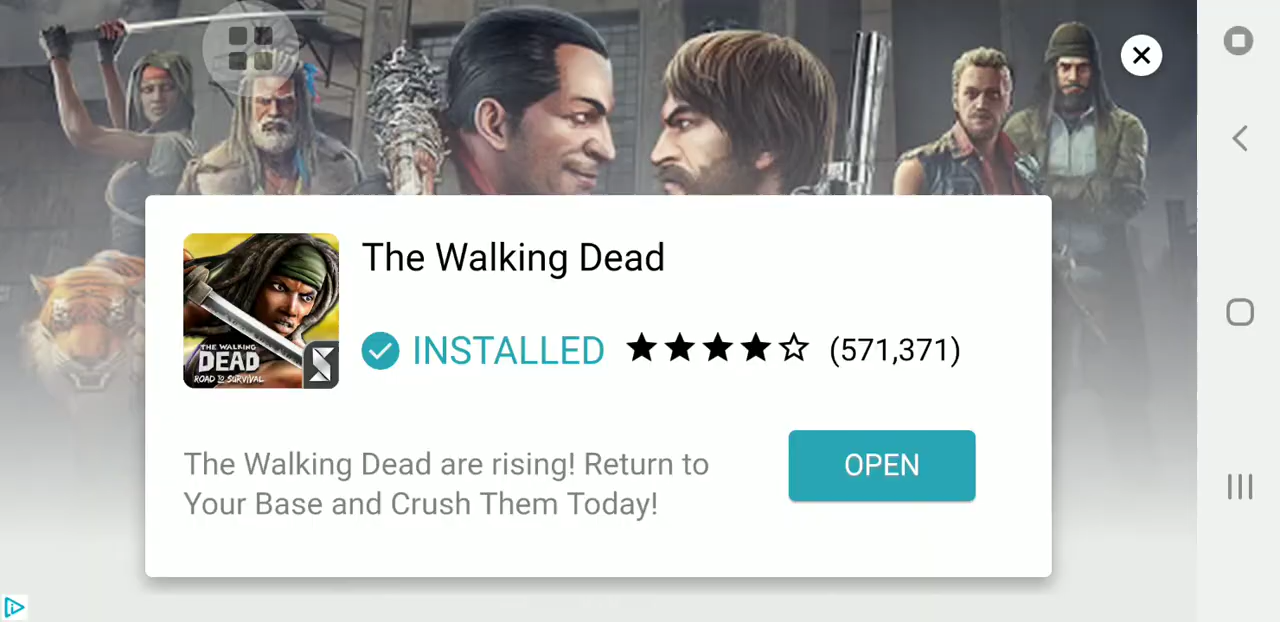 The Walking Dead
THE WALKING
DEAD
ROAD TO SURVIVAL
INSTALLED ★★★★☆ (571,371)
The Walking Dead are rising! Return to
Your Base and Crush Them Today!
OPEN